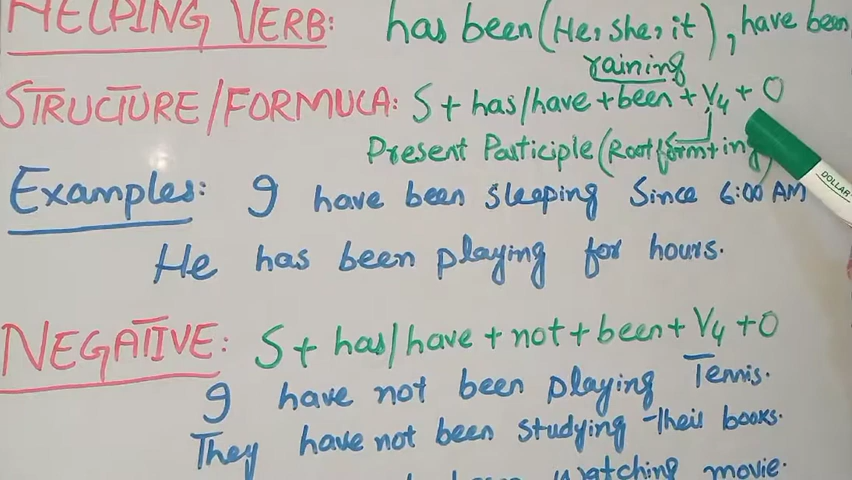 HELPING VERB: has been (He, she, it), have been
raining
STRUCTURE/FORMULA: S + has/have + been + V4 + O
Present Participle (Root form + ing)
Examples: I have been sleeping Since 6:00 AM
DOLLAR
He has been playing for hours.
NEGATIVE: S + has/have + not + been + V4 + O
I have not been playing Tennis.
They have not been studying their books.
been watching movie.